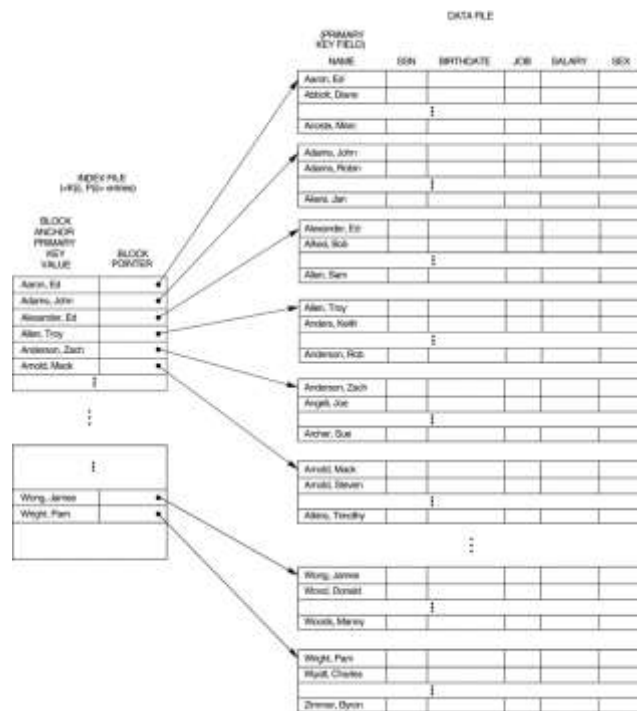 DATA FILE
(PRIMARY
KEY FIELD)
NAME SSN BIRTHDATE JOB SALARY SEX
Aaron, Ed
Abbott, Diane
Acosta, Marc
Adams, John
Adams, Robin
Akers, Jan
Alexander, Ed
Alfred, Bob
Allen, Sam
Allen, Troy
Anders, Keith
Anderson, Rob
Anderson, Zach
Angeli, Joe
Archer, Sue
Arnold, Mack
Arnold, Steven
Atkins, Timothy
Wong, James
Wood, Donald
Woods, Manny
Wright, Pam
Wyatt, Charles
Zimmer, Byron
INDEX FILE
(<K(i), P(i)> entries)
BLOCK
ANCHOR
PRIMARY
KEY
VALUE
BLOCK
POINTER
Aaron, Ed
Adams, John
Alexander, Ed
Allen, Troy
Anderson, Zach
Arnold, Mack
Wong, James
Wright, Pam